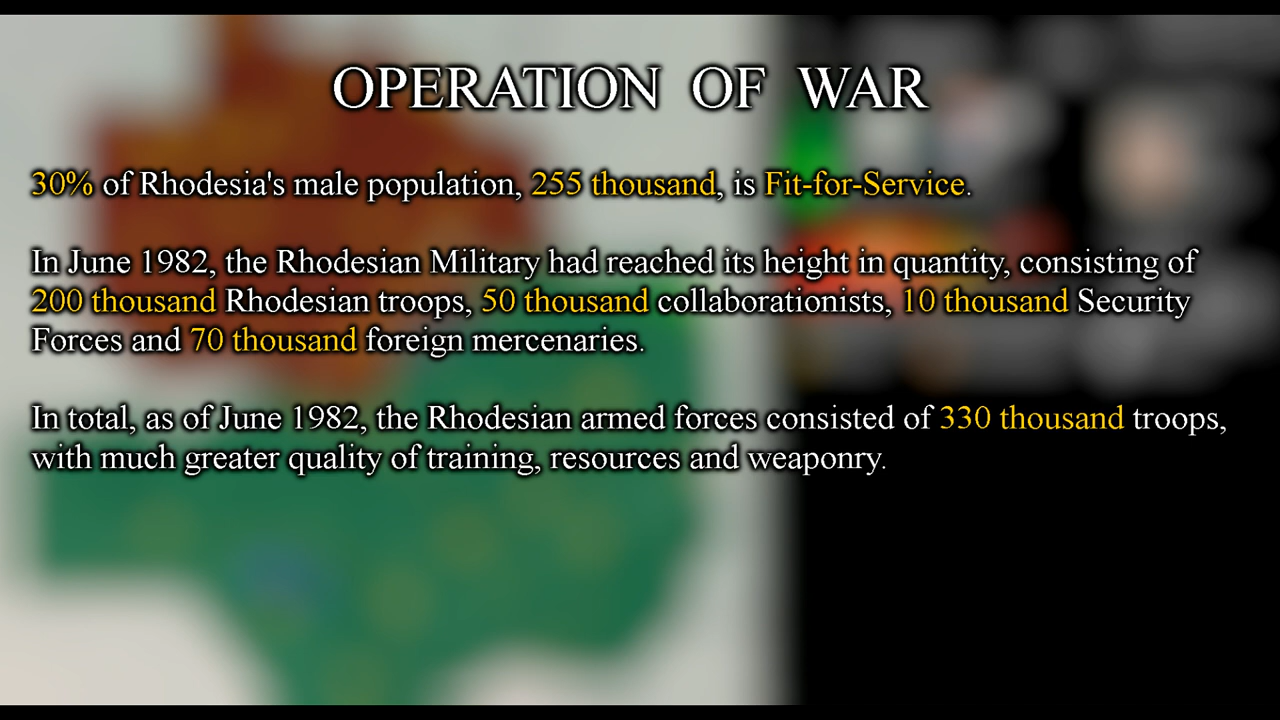 OPERATION OF WAR
30% of Rhodesia's male population, 255 thousand, is Fit-for-Service.
In June 1982, the Rhodesian Military had reached its height in quantity, consisting of
200 thousand Rhodesian troops, 50 thousand collaborationists, 10 thousand Security
Forces and 70 thousand foreign mercenaries.
In total, as of June 1982, the Rhodesian armed forces consisted of 330 thousand troops,
with much greater quality of training, resources and weaponry.